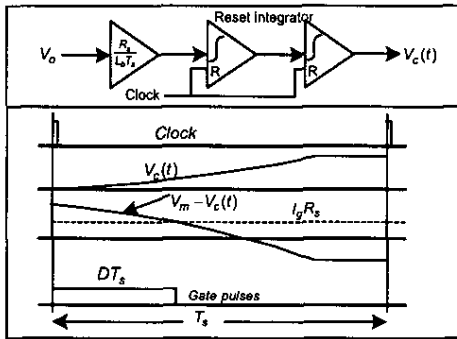 Reset integrator
V_o
R_s
L_b T_s
R
R
V_c(t)
Clock
Clock
V_c(t)
V_m − V_c(t)
I_g R_s
DT_s
Gate pulses
T_s